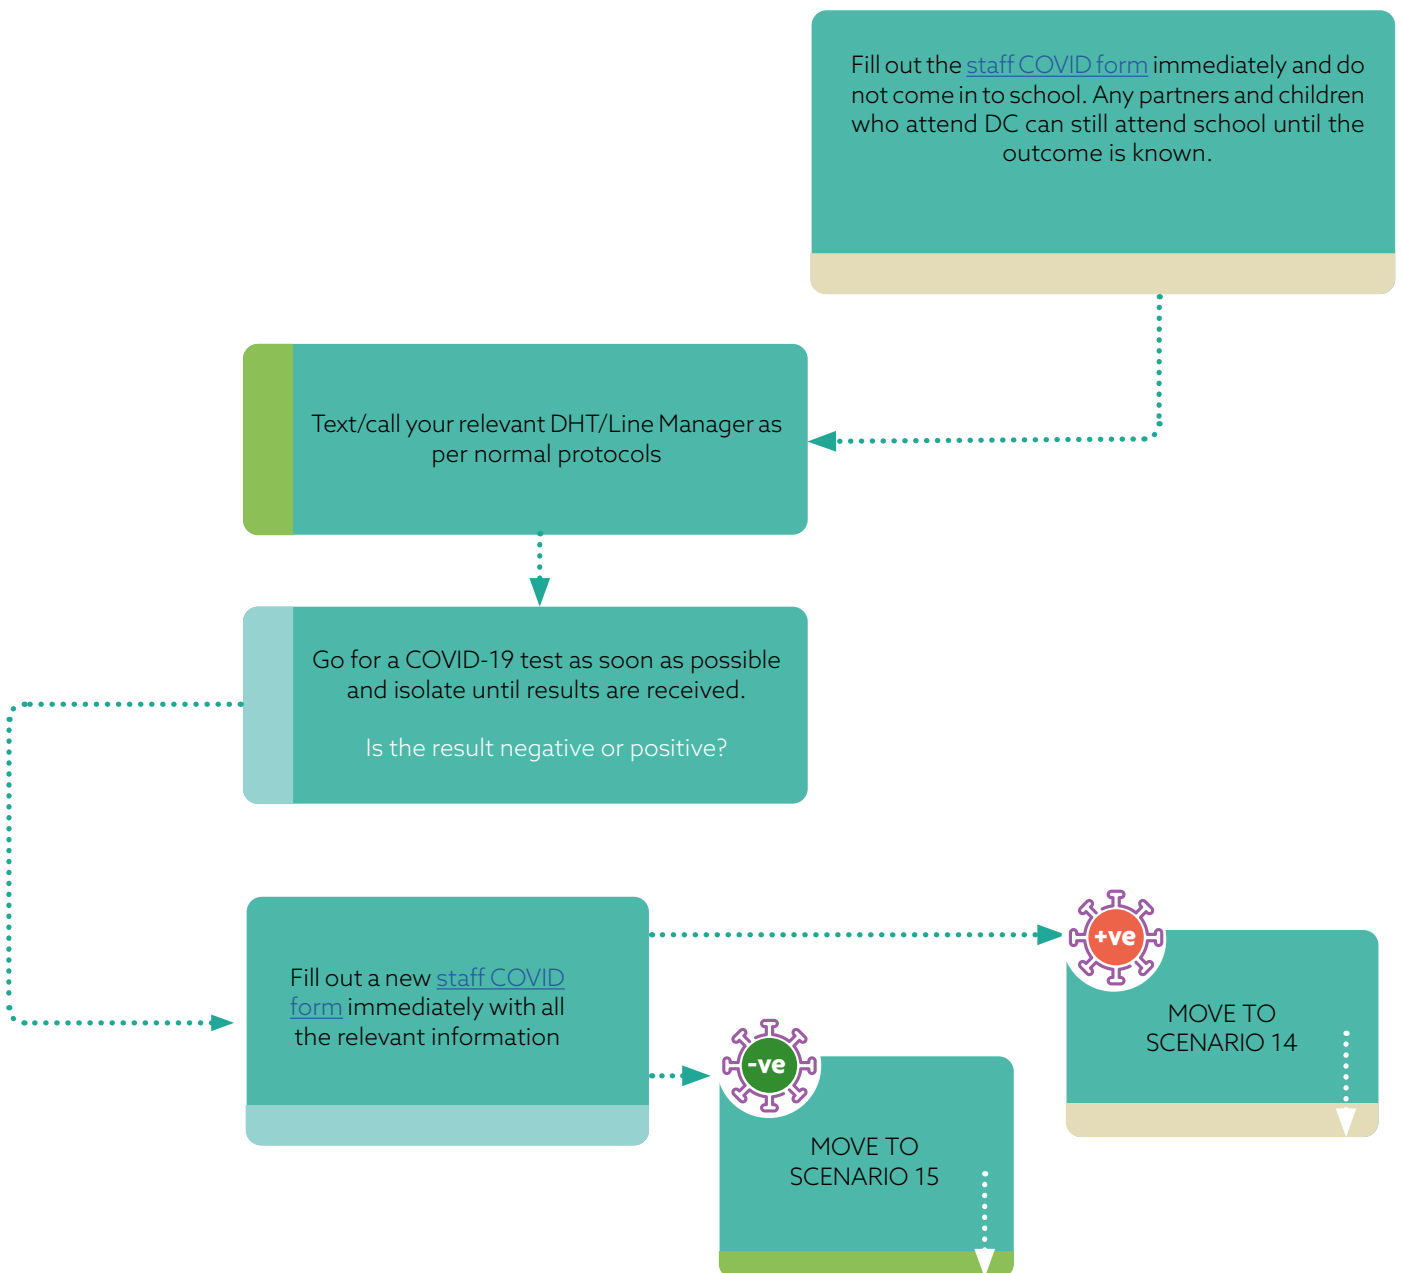 Fill out the staff COVID form immediately and do
not come in to school. Any partners and children
who attend DC can still attend school until the
outcome is known.
Text/call your relevant DHT/Line Manager as
per normal protocols
Go for a COVID-19 test as soon as possible
and isolate until results are received.
Is the result negative or positive?
Fill out a new staff COVID
form immediately with all
the relevant information
+ve
MOVE TO
SCENARIO 14
-ve
MOVE TO
SCENARIO 15